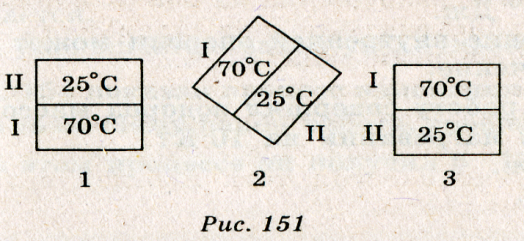 II 25°C
I 70°C
1
I 70°C
25°C II
2
I 70°C
II 25°C
3
Рис. 151